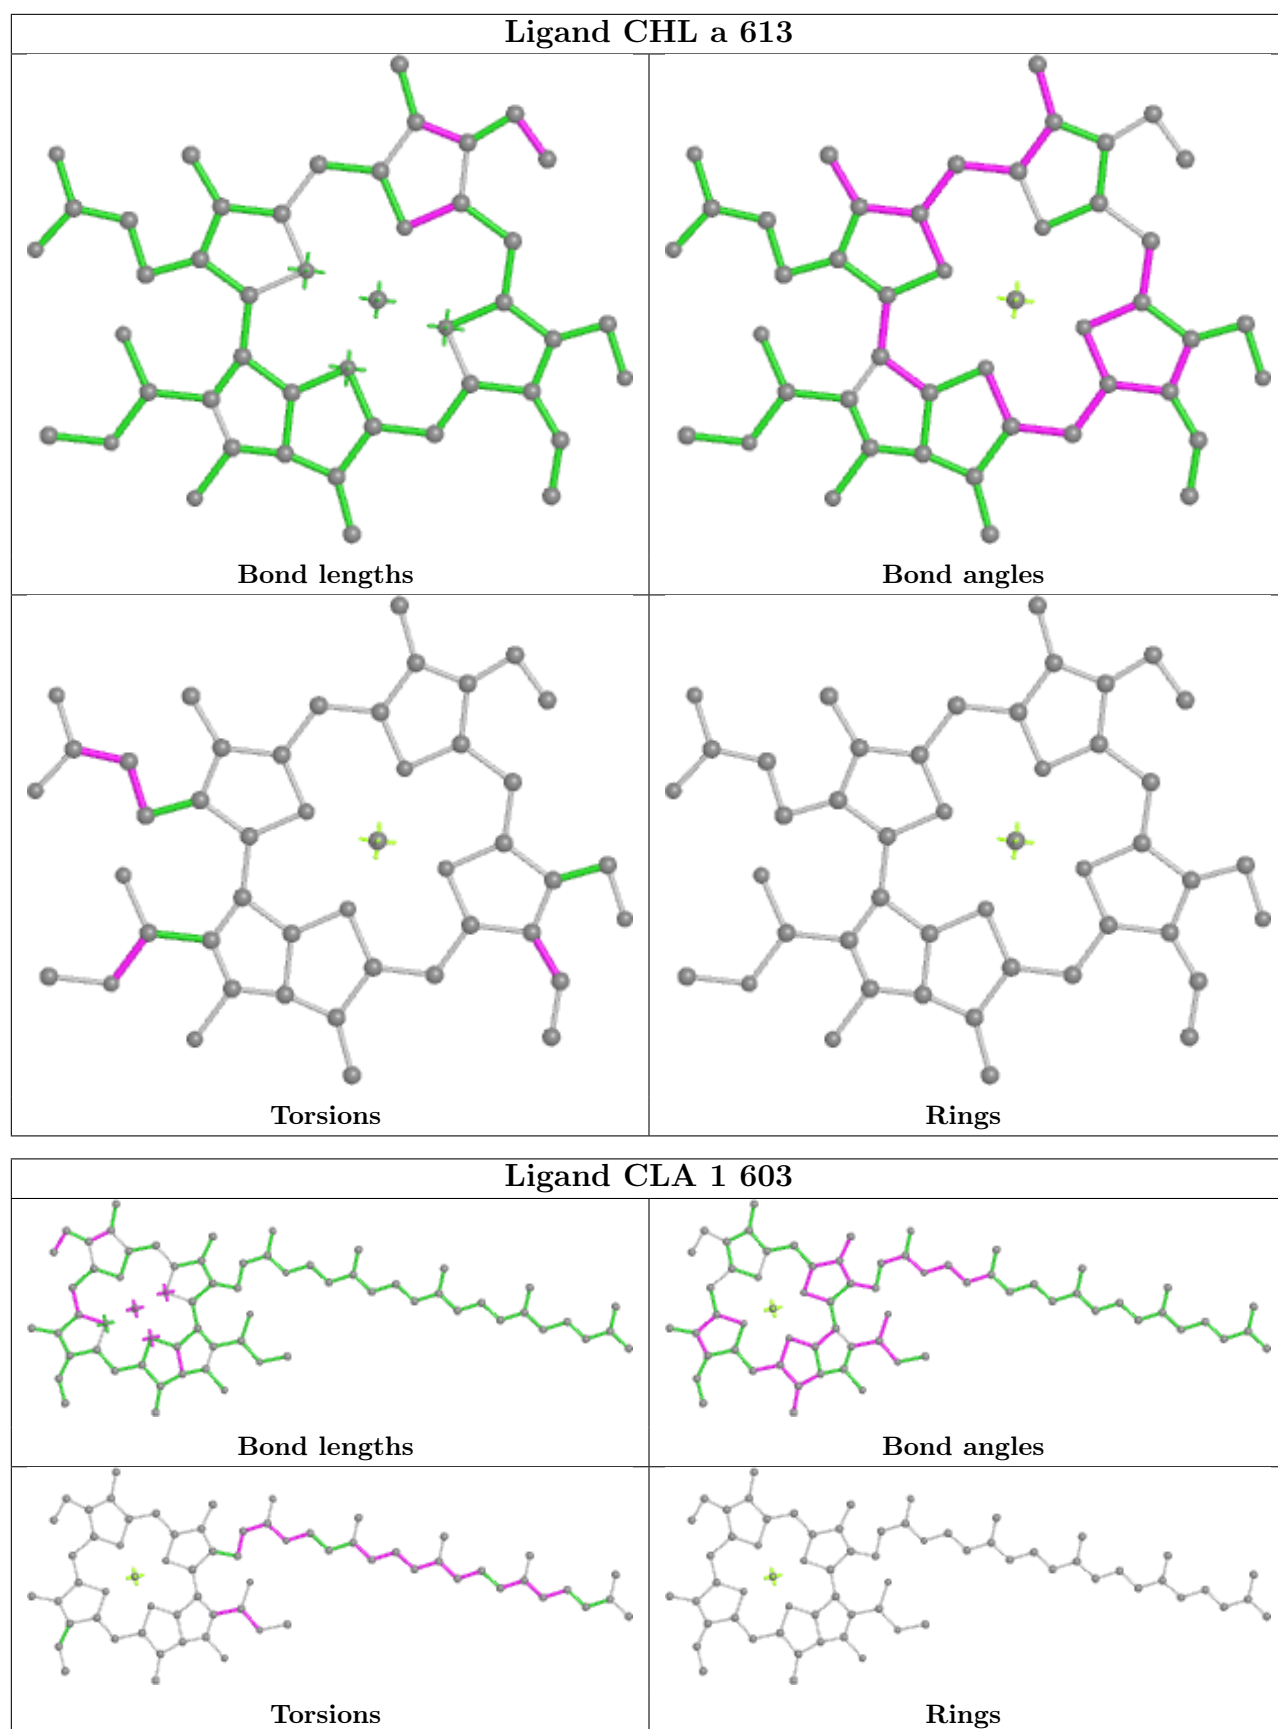 Ligand CHL a 613
Bond lengths
Bond angles
Torsions
Rings
Ligand CLA 1 603
Bond lengths
Bond angles
Torsions
Rings